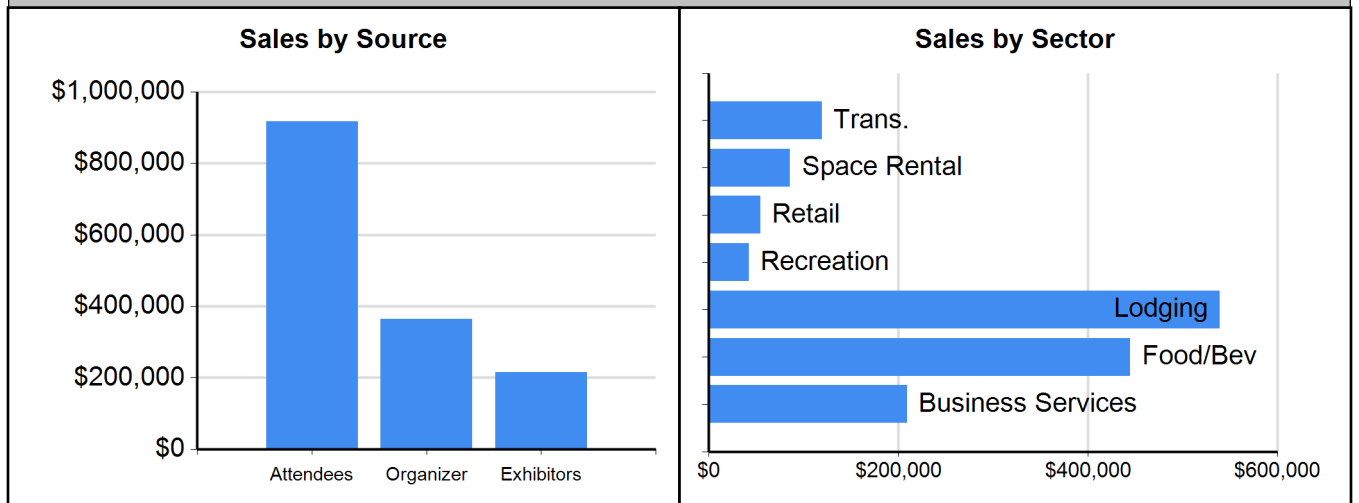 Sales by Source
$1,000,000
$800,000
$600,000
$400,000
$200,000
$0
Attendees Organizer Exhibitors
Sales by Sector
Trans.
Space Rental
Retail
Recreation
Lodging
Food/Bev
Business Services
$0 $200,000 $400,000 $600,000